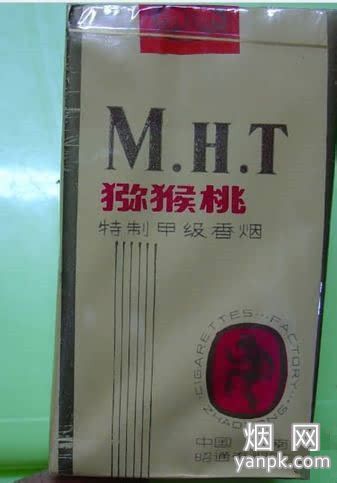 M.H.T
猕猴桃
特制甲级香烟
CIGARETTES···FACTORY
中国
昭通
烟网
yanpk.com